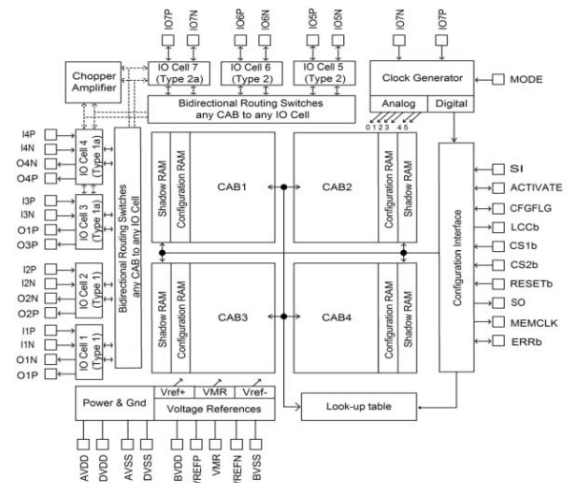 IO7P
IO7N
IO6P
IO6N
IO5P
IO5N
IO7N
IO7P
Chopper
Amplifier
IO Cell 7
(Type 2a)
IO Cell 6
(Type 2)
IO Cell 5
(Type 2)
Clock Generator
Analog
Digital
MODE
Bidirectional Routing Switches
any CAB to any IO Cell
0 1 2 3 4 5
I4P
I4N
O4N
O4P
IO Cell 4
(Type 1a)
I3P
I3N
O1P
O3P
IO Cell 3
(Type 1a)
I2P
I2N
O2N
O2P
IO Cell 2
(Type 1)
I1P
I1N
O1N
O1P
IO Cell 1
(Type 1)
Bidirectional Routing Switches
any CAB to any IO Cell
Shadow RAM
Configuration RAM
CAB1
CAB2
Configuration RAM
Shadow RAM
Shadow RAM
Configuration RAM
CAB3
CAB4
Configuration RAM
Shadow RAM
Configuration Interface
SI
ACTIVATE
CFGFLG
LCCb
CS1b
CS2b
RESETb
SO
MEMCLK
ERRb
Power & Gnd
Vref+
VMR
Vref-
Voltage References
Look-up table
AVDD
DVDD
AVSS
DVSS
BVDD
VREFP
VMR
VREFN
BVSS